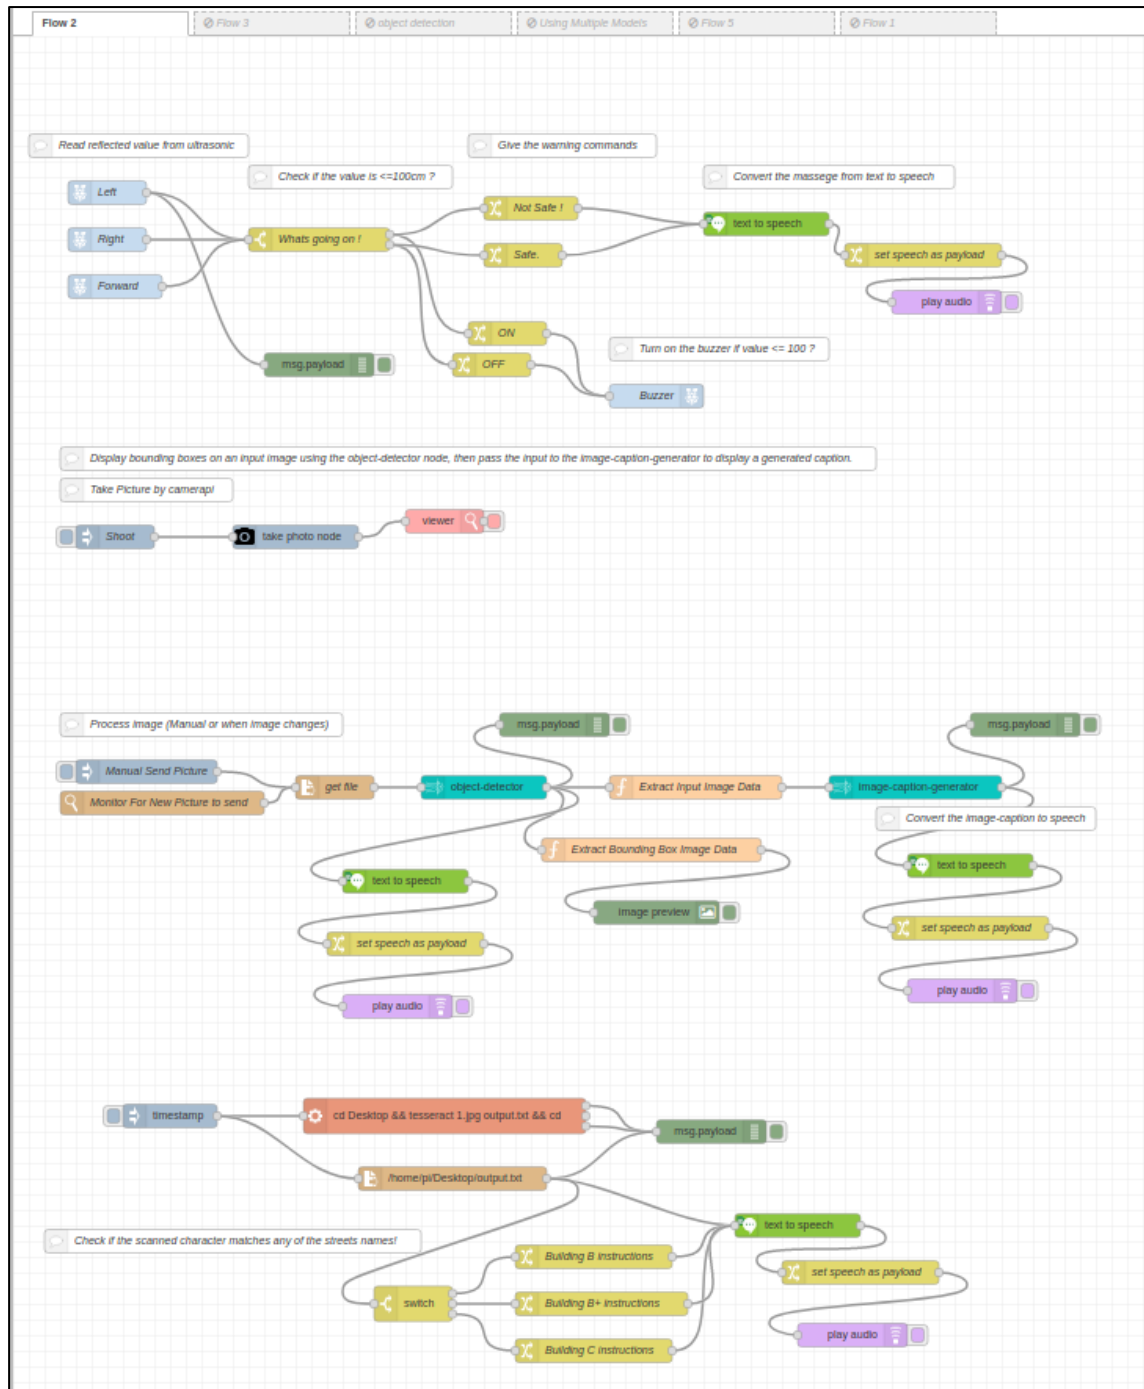 Flow 2
Flow 3
object detection
Using Multiple Models
Flow 5
Flow 1
Read reflected value from ultrasonic
Give the warning commands
Check if the value is <=100cm ?
Convert the massege from text to speech
Left
Not Safe !
text to speech
Right
Whats going on !
Safe.
set speech as payload
Forward
play audio
ON
Turn on the buzzer if value <= 100 ?
msg.payload
OFF
Buzzer
Display bounding boxes on an input image using the object-detector node, then pass the input to the image-caption-generator to display a generated caption.
Take Picture by camerapi
viewer
Shoot
take photo node
Process image (Manual or when image changes)
msg.payload
msg.payload
Manual Send Picture
get file
object-detector
Extract Input Image Data
image-caption-generator
Monitor For New Picture to send
Convert the image-caption to speech
Extract Bounding Box Image Data
text to speech
text to speech
image preview
set speech as payload
set speech as payload
play audio
play audio
timestamp
cd Desktop && tesseract 1.jpg output.txt && cd
msg.payload
/home/pi/Desktop/output.txt
text to speech
Check if the scanned character matches any of the streets names!
Building B instructions
set speech as payload
switch
Building B+ instructions
play audio
Building C instructions